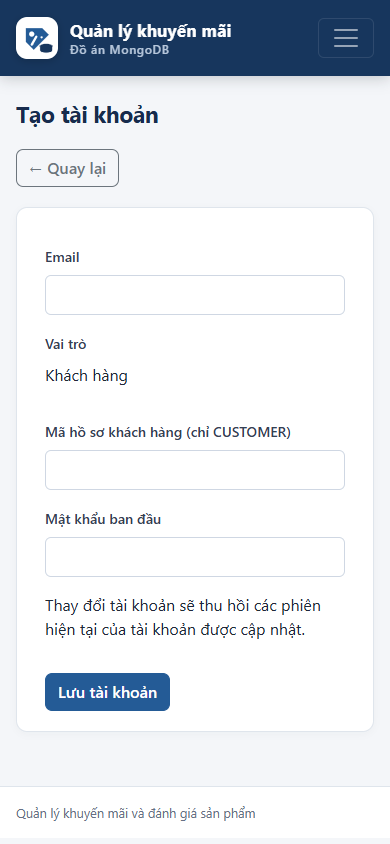 Quản lý khuyến mãi
Đồ án MongoDB
Tạo tài khoản
← Quay lại
Email
Vai trò
Khách hàng
Mã hồ sơ khách hàng (chỉ CUSTOMER)
Mật khẩu ban đầu
Thay đổi tài khoản sẽ thu hồi các phiên
hiện tại của tài khoản được cập nhật.
Lưu tài khoản
Quản lý khuyến mãi và đánh giá sản phẩm